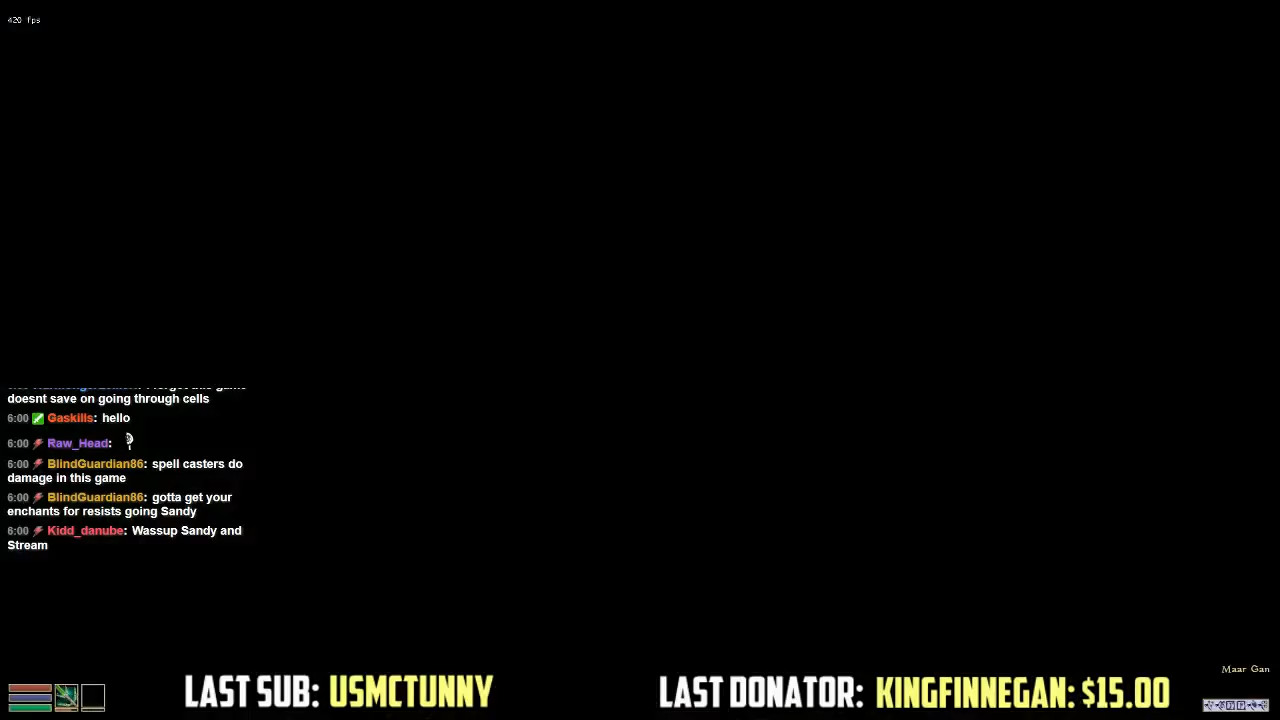 420 fps
doesnt save on going through cells
6:00 Gaskills: hello
6:00 Raw_Head:
6:00 BlindGuardian86: spell casters do
damage in this game
6:00 BlindGuardian86: gotta get your
enchants for resists going Sandy
6:00 Kidd_danube: Wassup Sandy and
Stream
Maar Gan
LAST SUB: USMCTUNNY
LAST DONATOR: KINGFINNEGAN: $15.00